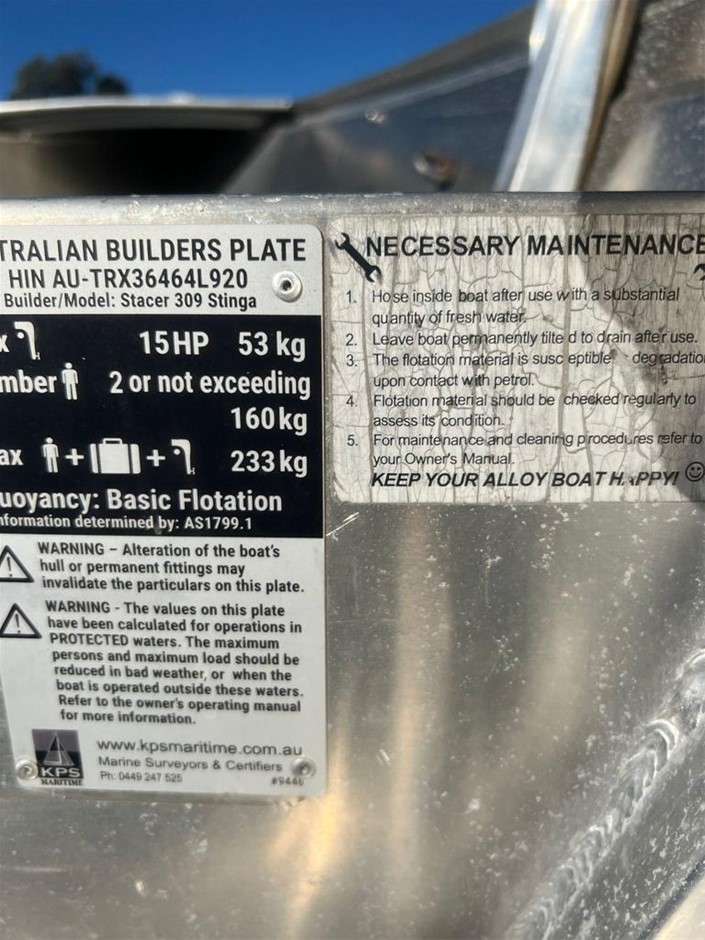 TRALIAN BUILDERS PLATE
HIN AU-TRX36464L920
Builder/Model: Stacer 309 Stinga
x 15HP 53 kg
mber 2 or not exceeding
160kg
ax + + 233kg
uoyancy: Basic Flotation
nformation determined by: AS1799.1
WARNING – Alteration of the boat's
hull or permanent fittings may
invalidate the particulars on this plate.
WARNING - The values on this plate
have been calculated for operations in
PROTECTED waters. The maximum
persons and maximum load should be
reduced in bad weather, or when the
boat is operated outside these waters.
Refer to the owner's operating manual
for more information.
KPS
MARITIME
www.kpsmaritime.com.au
Marine Surveyors & Certifiers
Ph: 0449 247 525
#9446
NECESSARY MAINTENANCE
1. Hose inside boat after use with a substantial
quantity of fresh water.
2. Leave boat permanently tilted to drain after use.
3. The flotation material is susceptible degradatio
upon contact with petrol.
4. Flotation material should be checked regularly to
assess its condition.
5. For maintenance and cleaning procedures refer to
your Owner's Manual.
KEEP YOUR ALLOY BOAT HAPPY!